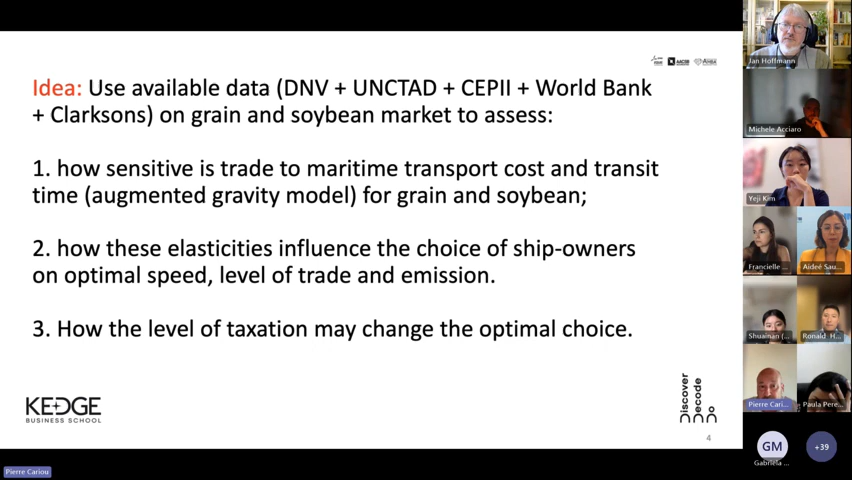 Idea: Use available data (DNV + UNCTAD + CEPII + World Bank
+ Clarksons) on grain and soybean market to assess:
1. how sensitive is trade to maritime transport cost and transit
time (augmented gravity model) for grain and soybean;
2. how these elasticities influence the choice of ship-owners
on optimal speed, level of trade and emission.
3. How the level of taxation may change the optimal choice.
KEDGE
BUSINESS SCHOOL
Discover
Decode
Do
4
AACSB
Jan Hoffmann
Michele Acciaro
Yeji Kim
Francielle ...
Aideé Sau...
Shuainan (...
Ronald H...
Pierre Cari...
Paula Pere...
GM
Gabriela ...
+39
Pierre Cariou